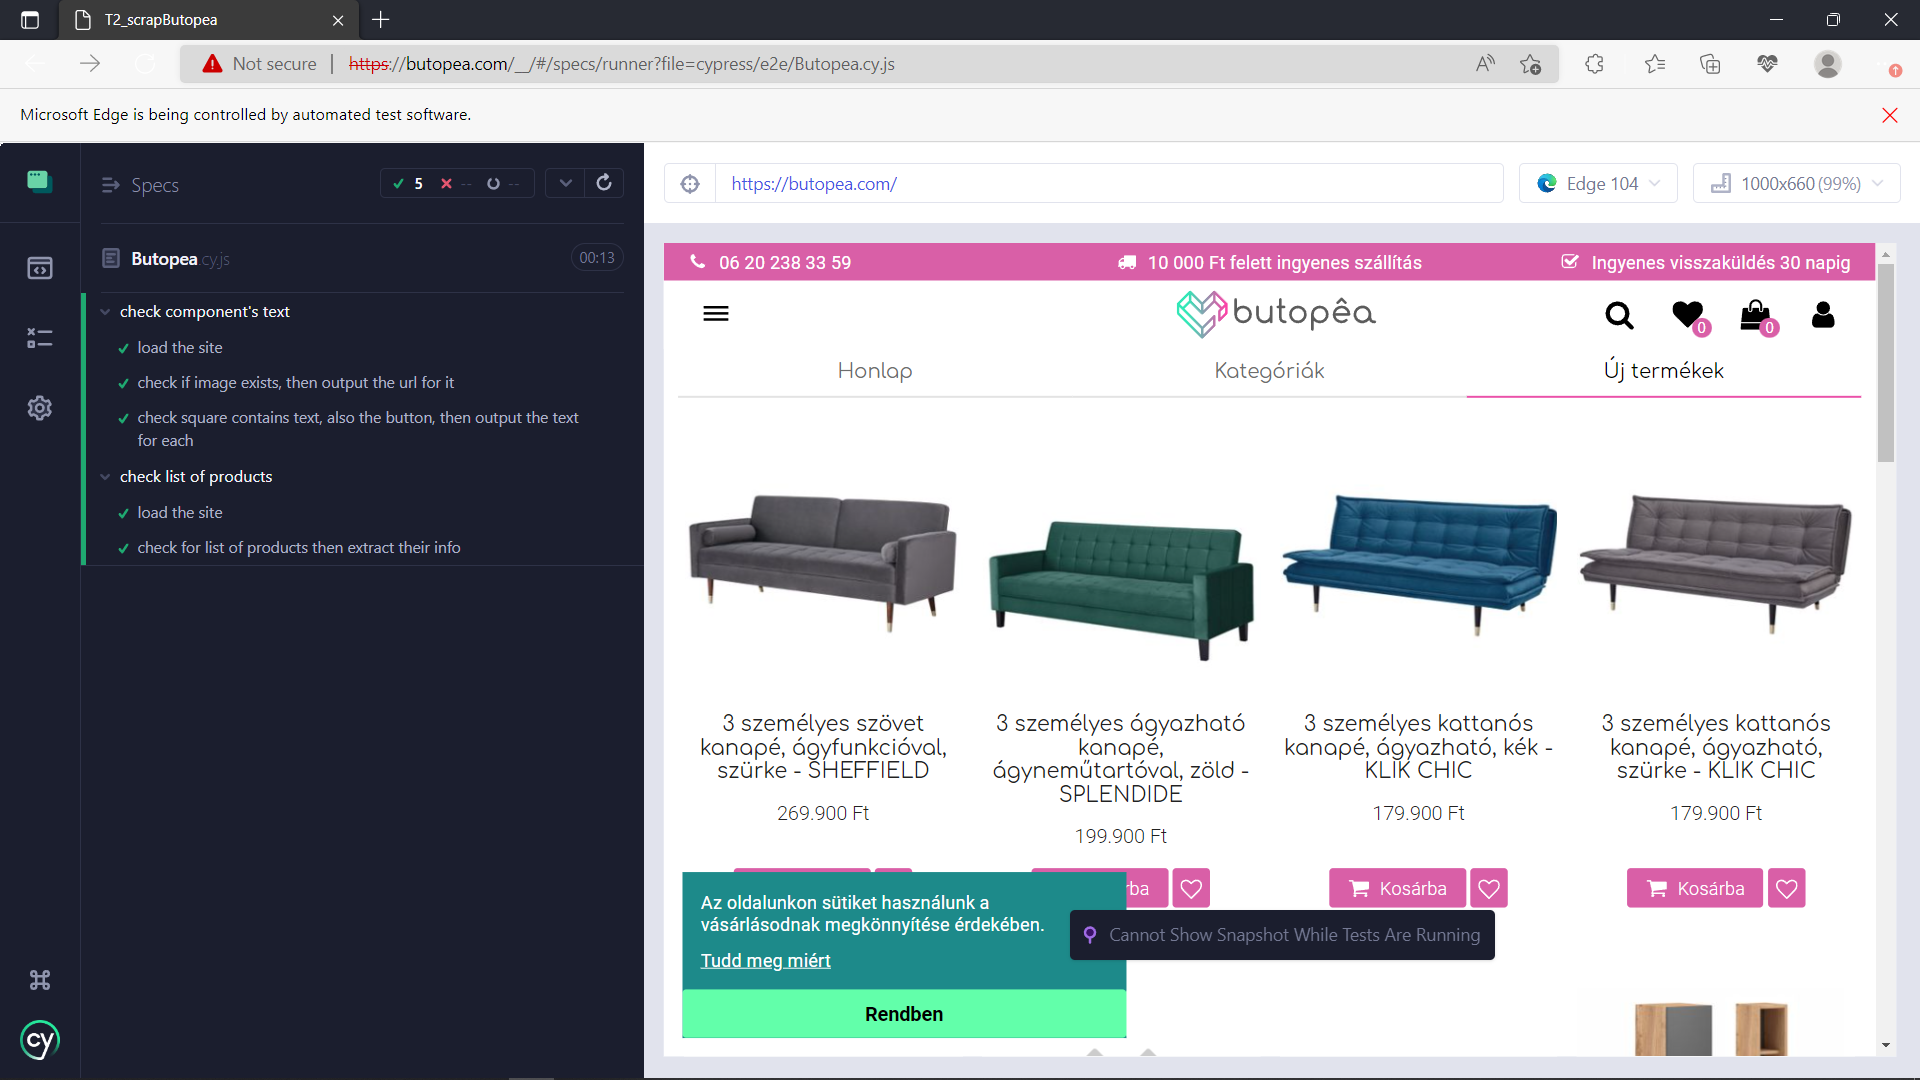 T2_scrapButopea
Not secure
https://butopea.com/__/#/specs/runner?file=cypress/e2e/Butopea.cy.js
Microsoft Edge is being controlled by automated test software.
Specs
5 -- --
Butopea cy.js
00:13
check component's text
load the site
check if image exists, then output the url for it
check square contains text, also the button, then output the text
for each
check list of products
load the site
check for list of products then extract their info
cy
https://butopea.com/
Edge 104
1000x660 (99%)
06 20 238 33 59
10 000 Ft felett ingyenes szállítás
Ingyenes visszaküldés 30 napig
butopêa
0
0
Honlap
Kategóriák
Új termékek
3 személyes szövet
kanapé, ágyfunkcióval,
szürke - SHEFFIELD
269.900 Ft
3 személyes ágyazható
kanapé,
ágyneműtartóval, zöld -
SPLENDIDE
199.900 Ft
3 személyes kattanós
kanapé, ágyazható, kék -
KLIK CHIC
179.900 Ft
3 személyes kattanós
kanapé, ágyazható,
szürke - KLIK CHIC
179.900 Ft
rba
Kosárba
Kosárba
Az oldalunkon sütiket használunk a
vásárlásodnak megkönnyítése érdekében.
Tudd meg miért
Rendben
Cannot Show Snapshot While Tests Are Running